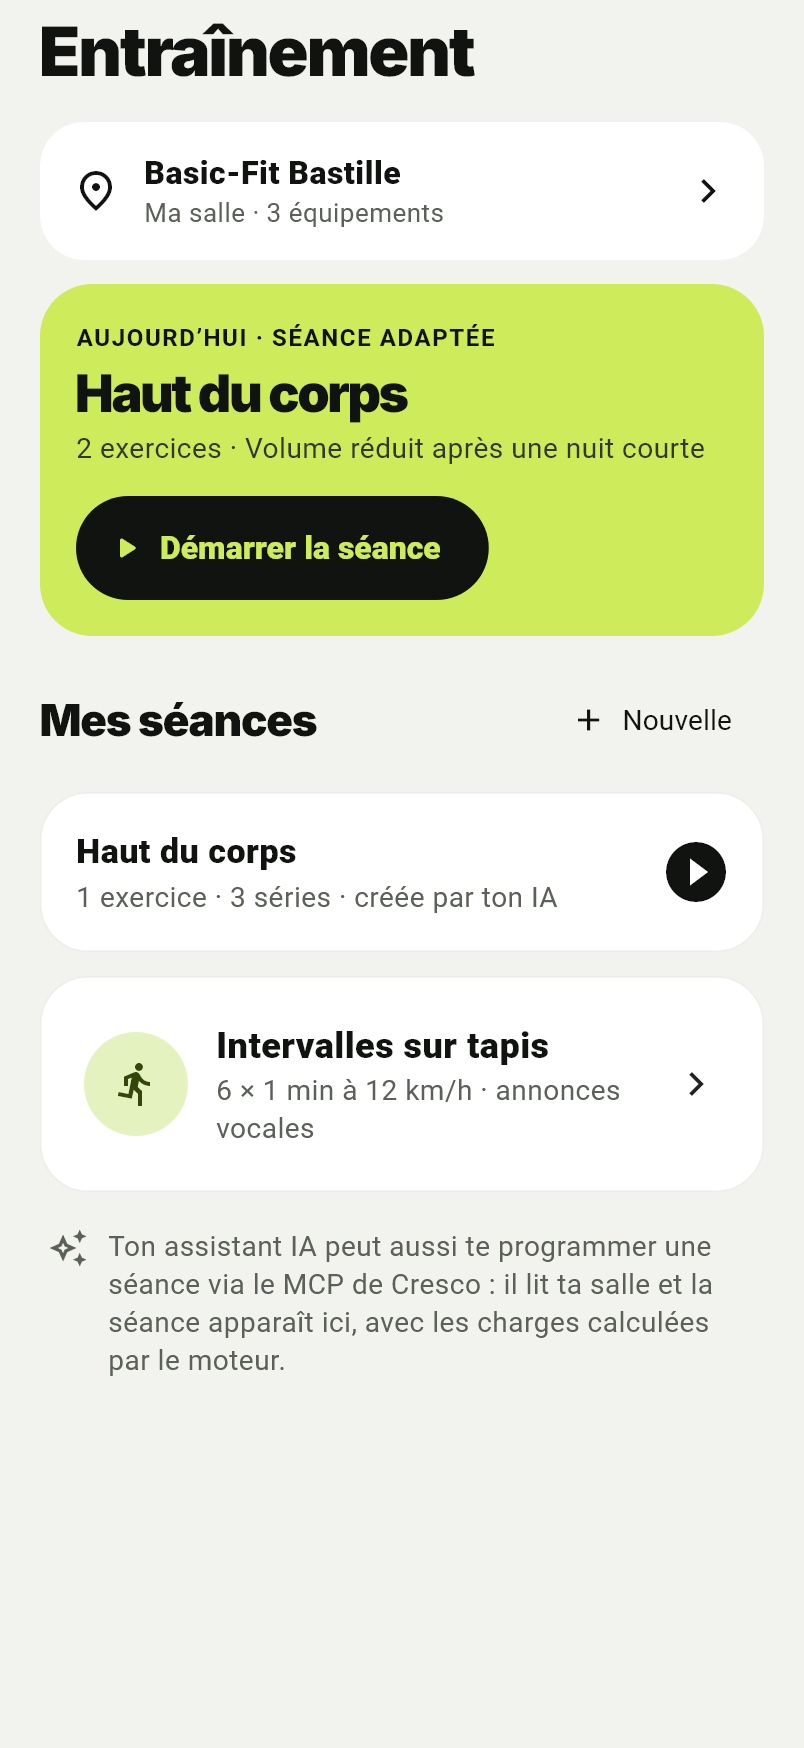 Entraînement
Basic-Fit Bastille
Ma salle · 3 équipements
AUJOURD’HUI · SÉANCE ADAPTÉE
Haut du corps
2 exercices · Volume réduit après une nuit courte
Démarrer la séance
Mes séances
Nouvelle
Haut du corps
1 exercice · 3 séries · créée par ton IA
Intervalles sur tapis
6 × 1 min à 12 km/h · annonces
vocales
Ton assistant IA peut aussi te programmer une
séance via le MCP de Cresco : il lit ta salle et la
séance apparaît ici, avec les charges calculées
par le moteur.